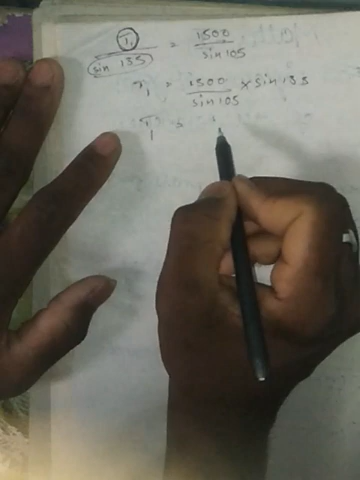 T₁ / sin 135 = 1500 / sin 105
T₁ = 1500 / sin 105 × sin 135
T₁ =